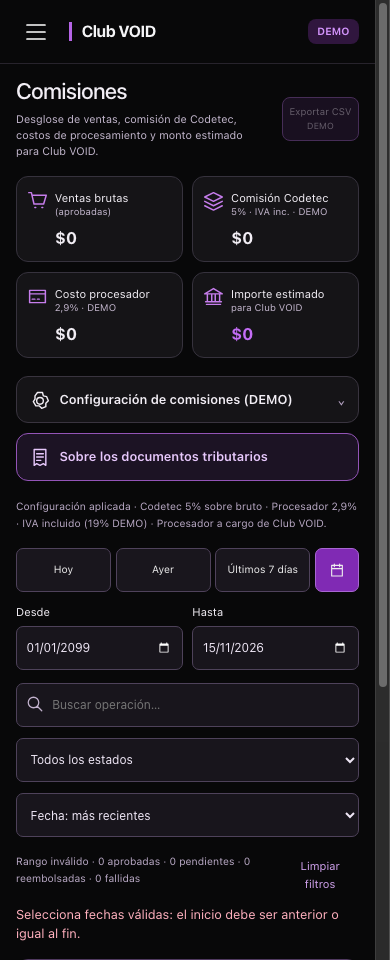 Club VOID
DEMO
Comisiones
Desglose de ventas, comisión de Codetec,
costos de procesamiento y monto estimado
para Club VOID.
Exportar CSV
DEMO
Ventas brutas
(aprobadas)
$0
Comisión Codetec
5% · IVA inc. · DEMO
$0
Costo procesador
2,9% · DEMO
$0
Importe estimado
para Club VOID
$0
Configuración de comisiones (DEMO)
Sobre los documentos tributarios
Configuración aplicada · Codetec 5% sobre bruto · Procesador 2,9%
· IVA incluido (19% DEMO) · Procesador a cargo de Club VOID.
Hoy
Ayer
Últimos 7 días
Desde
Hasta
01/01/2099
15/11/2026
Buscar operación...
Todos los estados
Fecha: más recientes
Rango inválido · 0 aprobadas · 0 pendientes · 0
reembolsadas · 0 fallidas
Limpiar
filtros
Selecciona fechas válidas: el inicio debe ser anterior o
igual al fin.